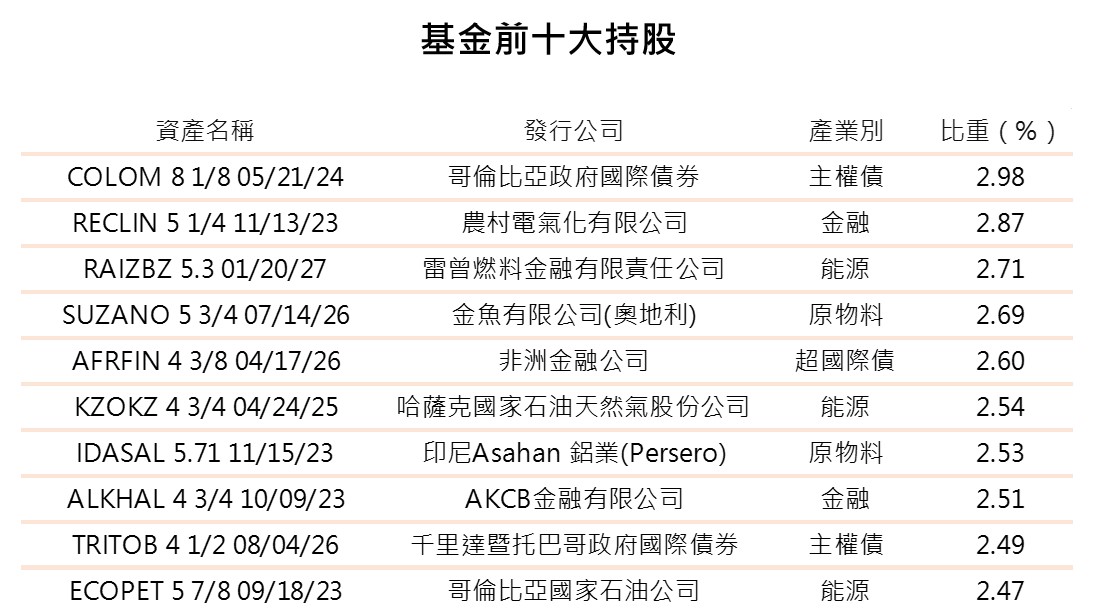 基金前十大持股
資產名稱 發行公司 產業別 比重(%)
COLOM 8 1/8 05/21/24 哥倫比亞政府國際債券 主權債 2.98
RECLIN 5 1/4 11/13/23 農村電氣化有限公司 金融 2.87
RAIZBZ 5.3 01/20/27 雷曾燃料金融有限責任公司 能源 2.71
SUZANO 5 3/4 07/14/26 金魚有限公司(奧地利) 原物料 2.69
AFRFIN 4 3/8 04/17/26 非洲金融公司 超國際債 2.60
KZOKZ 4 3/4 04/24/25 哈薩克國家石油天然氣股份公司 能源 2.54
IDASAL 5.71 11/15/23 印尼Asahan 鋁業(Persero) 原物料 2.53
ALKHAL 4 3/4 10/09/23 AKCB金融有限公司 金融 2.51
TRITOB 4 1/2 08/04/26 千里達暨托巴哥政府國際債券 主權債 2.49
ECOPET 5 7/8 09/18/23 哥倫比亞國家石油公司 能源 2.47